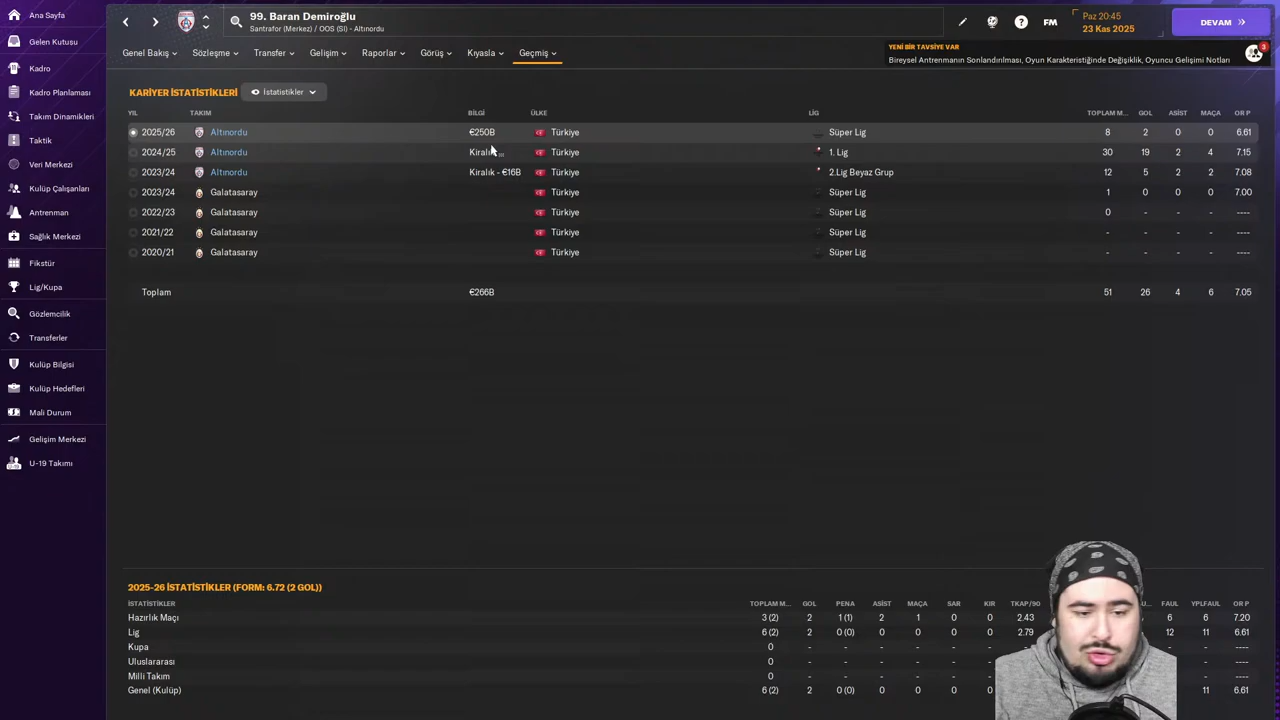 Ana Sayfa
Gelen Kutusu
Kadro
Kadro Planlaması
Takım Dinamikleri
Taktik
Veri Merkezi
Kulüp Çalışanları
Antrenman
Sağlık Merkezi
Fikstür
Lig/Kupa
Gözlemcilik
Transferler
Kulüp Bilgisi
Kulüp Hedefleri
Mali Durum
Gelişim Merkezi
U-19 Takımı
99. Baran Demiroğlu
Santrafor (Merkez) / OOS (Si) - Altınordu
FM
Paz 20:45
23 Kas 2025
DEVAM
Genel Bakış Sözleşme Transfer Gelişim Raporlar Görüş Kıyasla Geçmiş
YENİ BİR TAVSİYE VAR
Bireysel Antrenmanın Sonlandırılması, Oyun Karakteristiğinde Değişiklik, Oyuncu Gelişimi Notları
3
KARİYER İSTATİSTİKLERİ İstatistikler
YIL TAKIM BİLGİ ÜLKE LİG TOPLAM M... GOL ASİST MAÇA OR P
2025/26 Altınordu €250B Türkiye Süper Lig 8 2 0 0 6.61
2024/25 Altınordu Türkiye 1. Lig 30 19 2 4 7.15
2023/24 Altınordu Kiralık - €16B Türkiye 2.Lig Beyaz Grup 12 5 2 2 7.08
2023/24 Galatasaray Türkiye Süper Lig 1 0 0 0 7.00
2022/23 Galatasaray Türkiye Süper Lig 0 - - - ----
2021/22 Galatasaray Türkiye Süper Lig - - - - ----
2020/21 Galatasaray Türkiye Süper Lig - - - - ----
Toplam €266B 51 26 4 6 7.05
2025-26 İSTATİSTİKLER (FORM: 6.72 (2 GOL))
İSTATİSTİKLER TOPLAM M... GOL PENA ASİST MAÇA SAR KIR TKAP/90 FAUL YPLFAUL OR P
Hazırlık Maçı 3 (2) 2 1 (1) 2 1 0 0 2.43 6 6 7.20
Lig 6 (2) 2 0 (0) 0 0 0 0 2.79 12 11 6.61
Kupa 0 - - - - - - ----
Uluslararası 0 - - - - - - ----
Milli Takım 0 - - - - - - ----
Genel (Kulüp) 6 (2) 2 0 (0) 0 0 0 0 11 6.61